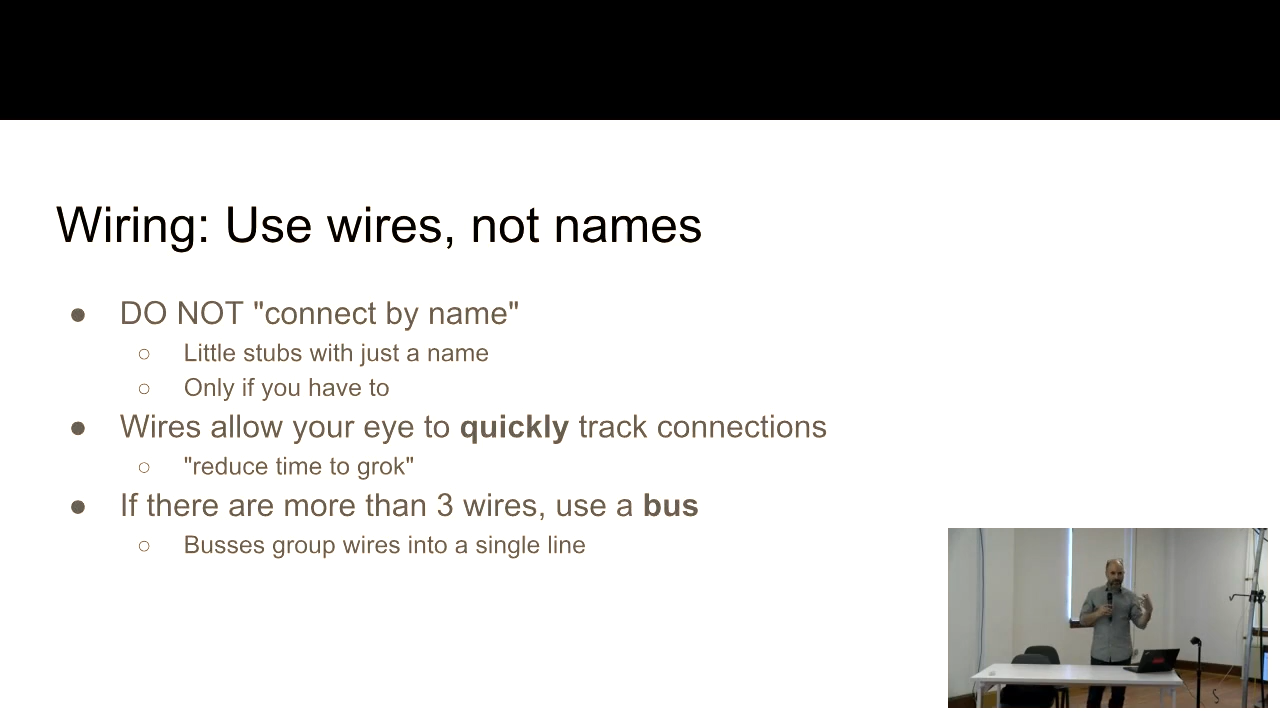 Wiring: Use wires, not names
● DO NOT "connect by name"
○ Little stubs with just a name
○ Only if you have to
● Wires allow your eye to quickly track connections
○ "reduce time to grok"
● If there are more than 3 wires, use a bus
○ Busses group wires into a single line